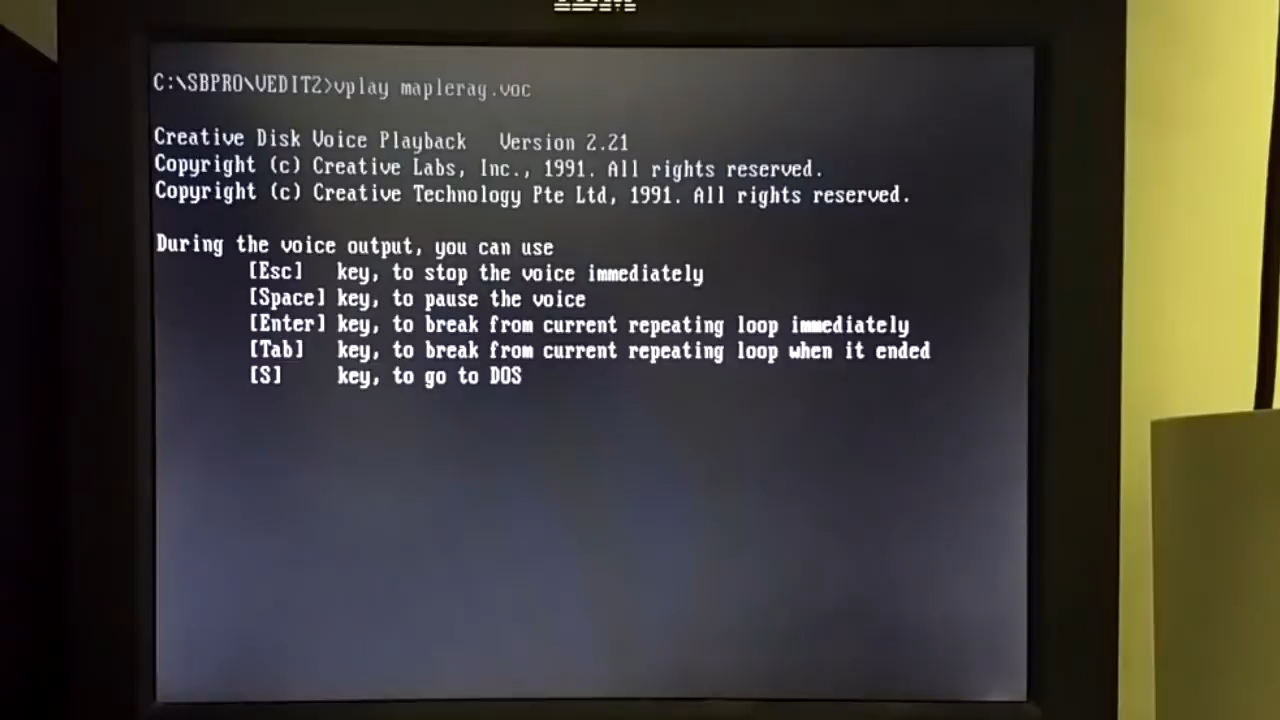 IBM
C:\SBPRO\VEDIT2>vplay mapleray.voc
Creative Disk Voice Playback   Version 2.21
Copyright (c) Creative Labs, Inc., 1991. All rights reserved.
Copyright (c) Creative Technology Pte Ltd, 1991. All rights reserved.
During the voice output, you can use
[Esc]   key, to stop the voice immediately
[Space] key, to pause the voice
[Enter] key, to break from current repeating loop immediately
[Tab]   key, to break from current repeating loop when it ended
[S]     key, to go to DOS